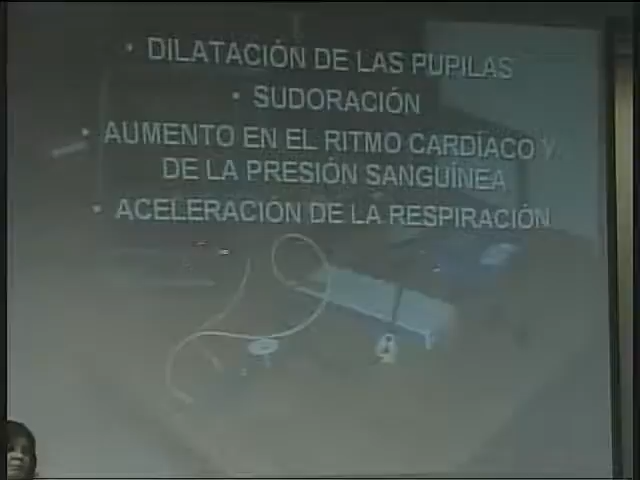 • DILATACIÓN DE LAS PUPILAS
• SUDORACIÓN
• AUMENTO EN EL RITMO CARDÍACO Y
DE LA PRESIÓN SANGUÍNEA
• ACELERACIÓN DE LA RESPIRACIÓN